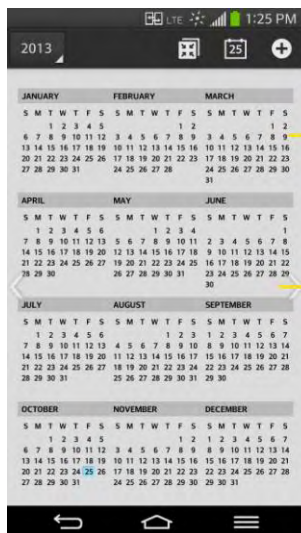 LTE 1:25 PM
2013 25
JANUARY FEBRUARY MARCH
S M T W T F S S M T W T F S S M T W T F S
1 2 3 4 5 1 2 1 2
6 7 8 9 10 11 12 3 4 5 6 7 8 9 3 4 5 6 7 8 9
13 14 15 16 17 18 19 10 11 12 13 14 15 16 10 11 12 13 14 15 16
20 21 22 23 24 25 26 17 18 19 20 21 22 23 17 18 19 20 21 22 23
27 28 29 30 31 24 25 26 27 28 24 25 26 27 28 29 30
31
APRIL MAY JUNE
S M T W T F S S M T W T F S S M T W T F S
1 2 3 4 5 6 1 2 3 4 1
7 8 9 10 11 12 13 5 6 7 8 9 10 11 2 3 4 5 6 7 8
14 15 16 17 18 19 20 12 13 14 15 16 17 18 9 10 11 12 13 14 15
21 22 23 24 25 26 27 19 20 21 22 23 24 25 16 17 18 19 20 21 22
28 29 30 26 27 28 29 30 31 23 24 25 26 27 28 29
30
JULY AUGUST SEPTEMBER
S M T W T F S S M T W T F S S M T W T F S
1 2 3 4 5 6 1 2 3 1 2 3 4 5 6 7
7 8 9 10 11 12 13 4 5 6 7 8 9 10 8 9 10 11 12 13 14
14 15 16 17 18 19 20 11 12 13 14 15 16 17 15 16 17 18 19 20 21
21 22 23 24 25 26 27 18 19 20 21 22 23 24 22 23 24 25 26 27 28
28 29 30 31 25 26 27 28 29 30 31 29 30
OCTOBER NOVEMBER DECEMBER
S M T W T F S S M T W T F S S M T W T F S
1 2 3 4 5 1 2 1 2 3 4 5 6 7
6 7 8 9 10 11 12 3 4 5 6 7 8 9 8 9 10 11 12 13 14
13 14 15 16 17 18 19 10 11 12 13 14 15 16 15 16 17 18 19 20 21
20 21 22 23 24 25 26 17 18 19 20 21 22 23 22 23 24 25 26 27 28
27 28 29 30 31 24 25 26 27 28 29 30 29 30 31